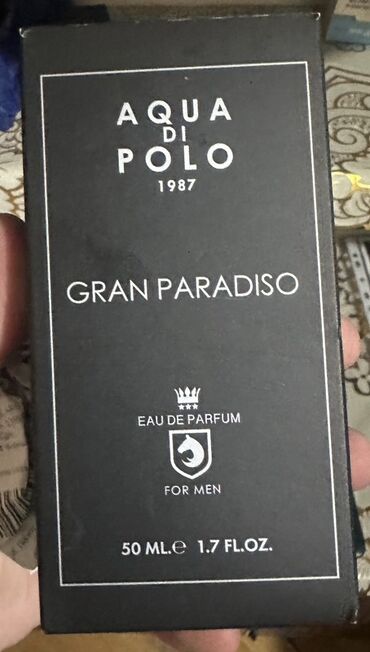 AQUA
DI
POLO
1987
GRAN PARADISO
EAU DE PARFUM
FOR MEN
50 ML.℮ 1.7 FL.OZ.